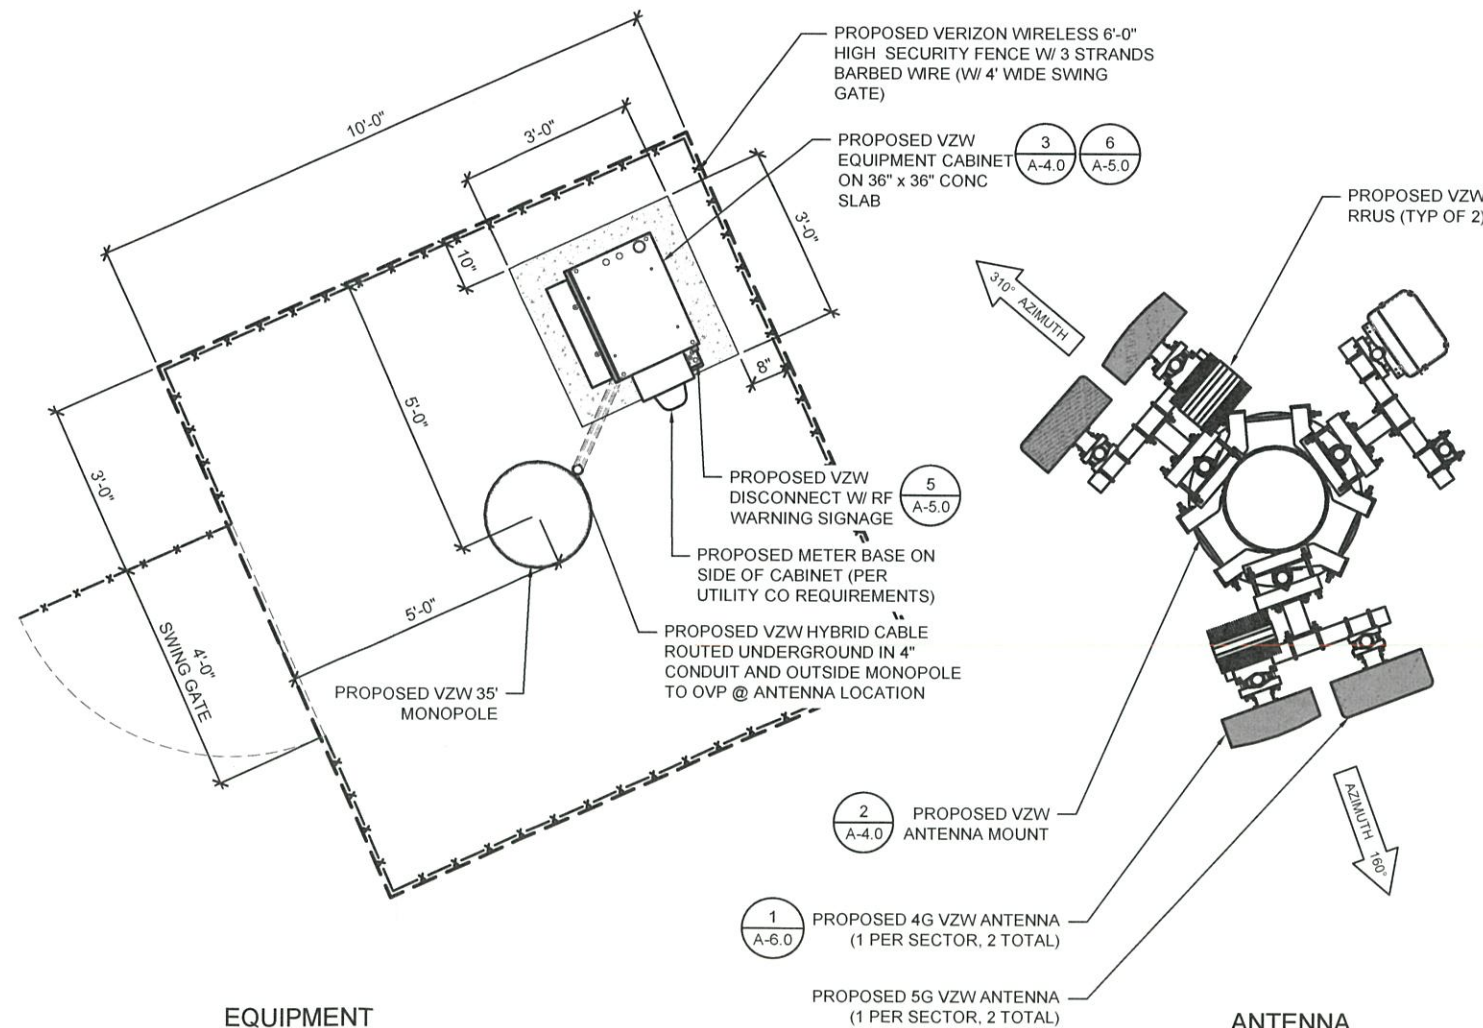 PROPOSED VERIZON WIRELESS 6'-0"
HIGH SECURITY FENCE W/ 3 STRANDS
BARBED WIRE (W/ 4' WIDE SWING
GATE)
10'-0"
3'-0"
PROPOSED VZW
EQUIPMENT CABINET
ON 36" x 36" CONC
SLAB
3
A-4.0
6
A-5.0
PROPOSED VZW
RRUS (TYP OF 2)
3'-0"
10"
310° AZIMUTH
8"
5'-0"
3'-0"
PROPOSED VZW
DISCONNECT W/ RF
WARNING SIGNAGE
5
A-5.0
PROPOSED METER BASE ON
SIDE OF CABINET (PER
UTILITY CO REQUIREMENTS)
5'-0"
4'-0"
SWING GATE
PROPOSED VZW HYBRID CABLE
ROUTED UNDERGROUND IN 4"
CONDUIT AND OUTSIDE MONOPOLE
TO OVP @ ANTENNA LOCATION
PROPOSED VZW 35'
MONOPOLE
2
A-4.0
PROPOSED VZW
ANTENNA MOUNT
AZIMUTH 160°
1
A-6.0
PROPOSED 4G VZW ANTENNA
(1 PER SECTOR, 2 TOTAL)
PROPOSED 5G VZW ANTENNA
(1 PER SECTOR, 2 TOTAL)
EQUIPMENT
ANTENNA